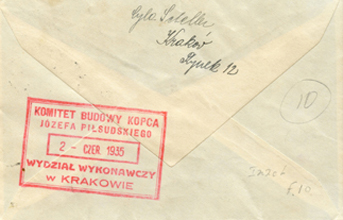 Kraków
Rynek 12
10
KOMITET BUDOWY KOPCA
JÓZEFA PIŁSUDSKIEGO
2 - CZER 1935
WYDZIAŁ WYKONAWCZY
W KRAKOWIE